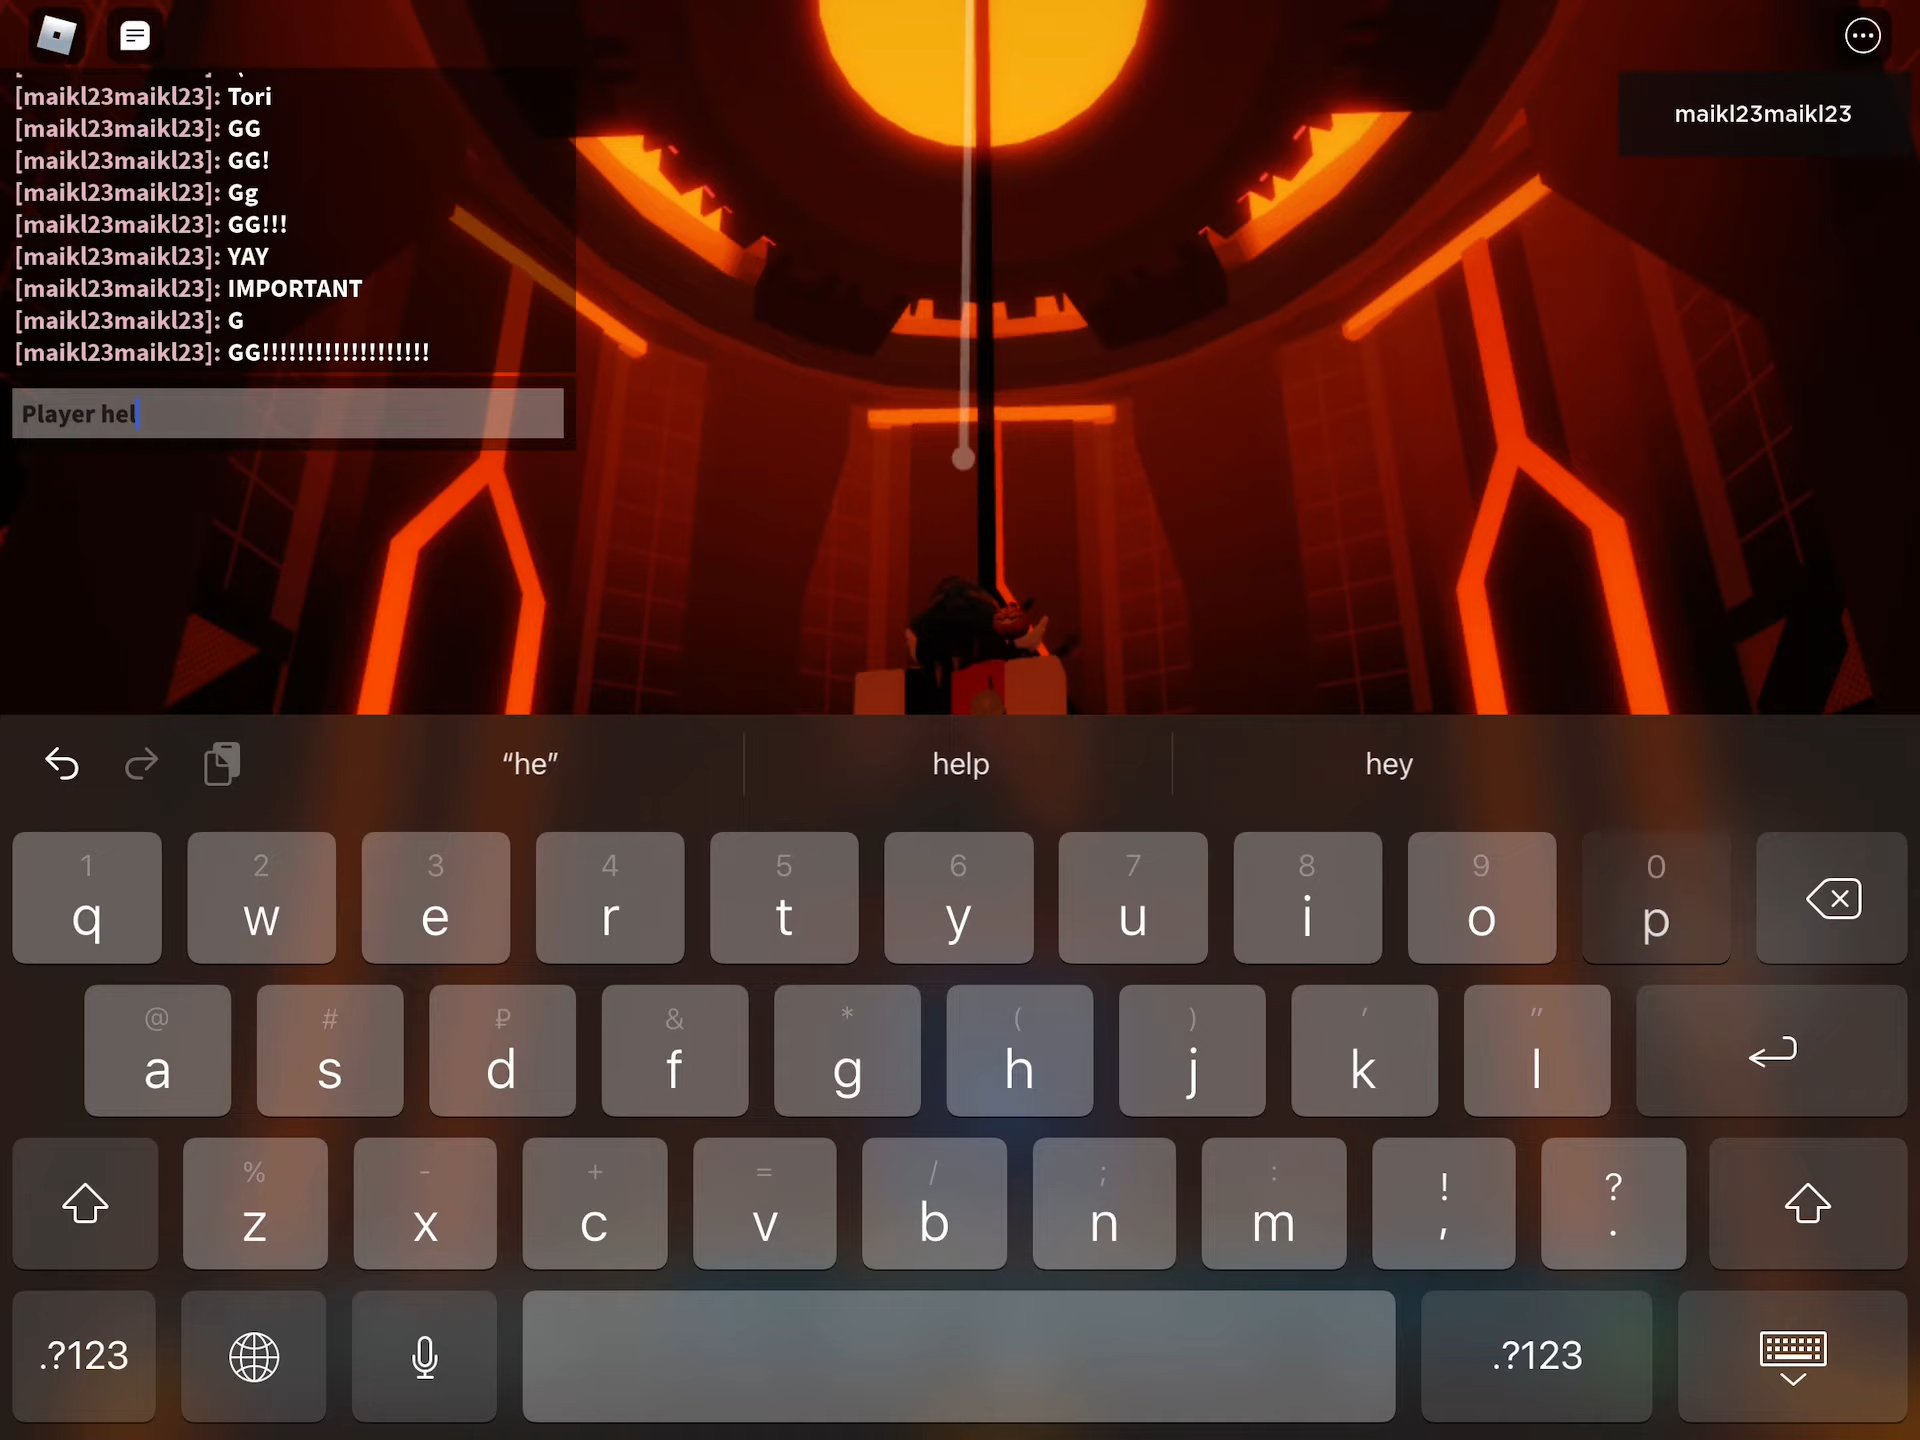 [maikl23maikl23]: Tori
[maikl23maikl23]: GG
[maikl23maikl23]: GG!
[maikl23maikl23]: Gg
[maikl23maikl23]: GG!!!
[maikl23maikl23]: YAY
[maikl23maikl23]: IMPORTANT
[maikl23maikl23]: G
[maikl23maikl23]: GG!!!!!!!!!!!!!!!!!!!
Player hel
maikl23maikl23
“he” help hey
1 2 3 4 5 6 7 8 9 0
q w e r t y u i o p
@ # ₽ & * ( ) ' "
a s d f g h j k l
% - + = / ; : ! ?
z x c v b n m , .
.?123 .?123